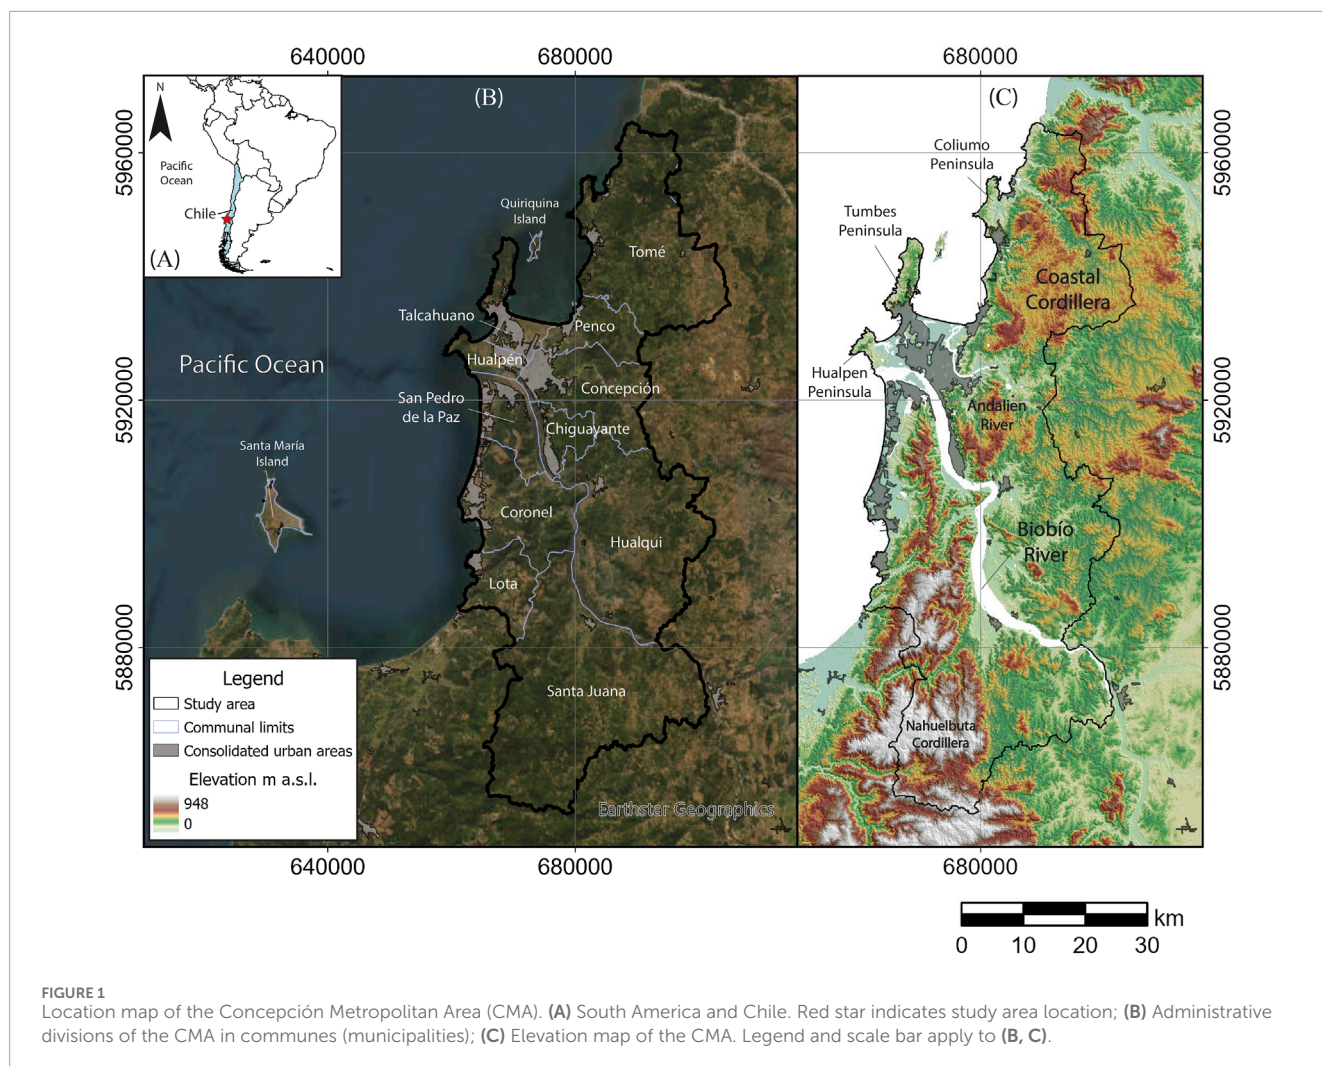 640000
680000
680000
N
(B)
(C)
5960000
5960000
Pacific
Ocean
Chile
(A)
Coliumo
Peninsula
Quiriquina
Island
Tumbes
Peninsula
Tomé
Coastal
Cordillera
Talcahuano
Penco
Pacific Ocean
Hualpén
Hualpen
Peninsula
Concepción
5920000
5920000
San Pedro
de la Paz
Andalien
River
Chiguayante
Santa María
Island
Coronel
Hualqui
Biobío
River
Lota
5880000
5880000
Legend
Study area
Communal limits
Consolidated urban areas
Elevation m a.s.l.
948
0
Santa Juana
Nahuelbuta
Cordillera
Earthstar Geographics
640000
680000
680000
km
0 10 20 30
FIGURE 1
Location map of the Concepción Metropolitan Area (CMA). (A) South America and Chile. Red star indicates study area location; (B) Administrative
divisions of the CMA in communes (municipalities); (C) Elevation map of the CMA. Legend and scale bar apply to (B, C).